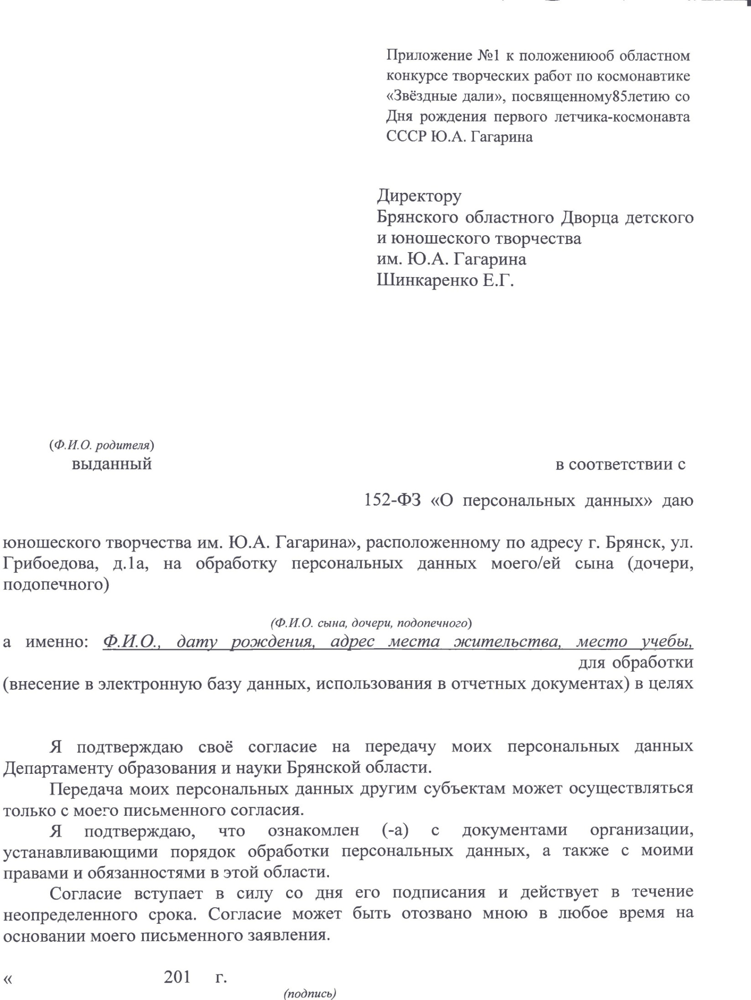 Приложение №1 к положениюоб областном
конкурсе творческих работ по космонавтике
«Звёздные дали», посвященному85летию со
Дня рождения первого летчика-космонавта
СССР Ю.А. Гагарина
Директору
Брянского областного Дворца детского
и юношеского творчества
им. Ю.А. Гагарина
Шинкаренко Е.Г.
(Ф.И.О. родителя)
выданный в соответствии с
152-ФЗ «О персональных данных» даю
юношеского творчества им. Ю.А. Гагарина», расположенному по адресу г. Брянск, ул.
Грибоедова, д.1а, на обработку персональных данных моего/ей сына (дочери,
подопечного)
(Ф.И.О. сына, дочери, подопечного)
а именно: Ф.И.О., дату рождения, адрес места жительства, место учебы,
для обработки
(внесение в электронную базу данных, использования в отчетных документах) в целях
Я подтверждаю своё согласие на передачу моих персональных данных
Департаменту образования и науки Брянской области.
Передача моих персональных данных другим субъектам может осуществляться
только с моего письменного согласия.
Я подтверждаю, что ознакомлен (-а) с документами организации,
устанавливающими порядок обработки персональных данных, а также с моими
правами и обязанностями в этой области.
Согласие вступает в силу со дня его подписания и действует в течение
неопределенного срока. Согласие может быть отозвано мною в любое время на
основании моего письменного заявления.
« 201 г.
(подпись)